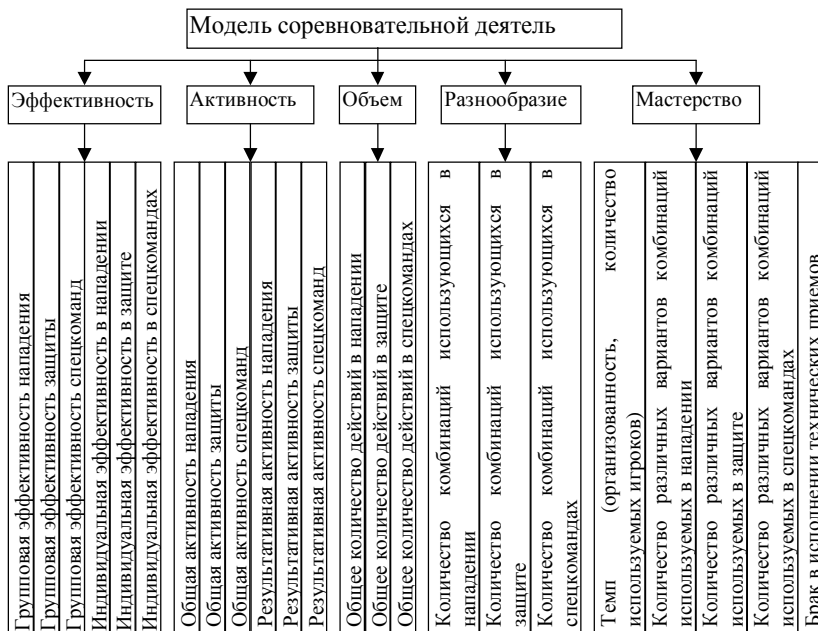 Модель соревновательной деятель
Эффективность
Активность
Объем
Разнообразие
Мастерство
Групповая эффективность нападения
Групповая эффективность защиты
Групповая эффективность спецкоманд
Индивидуальная эффективность в нападении
Индивидуальная эффективность в защите
Индивидуальная эффективность в спецкомандах
Общая активность нападения
Общая активность защиты
Общая активность спецкоманд
Результативная активность нападения
Результативная активность защиты
Результативная активность спецкоманд
Общее количество действий в нападении
Общее количество действий в защите
Общее количество действий в спецкомандах
Количество комбинаций использующихся в
нападении
Количество комбинаций использующихся в
защите
Количество комбинаций использующихся в
спецкомандах
Темп (организованность, количество
используемых игроков)
Количество различных вариантов комбинаций
используемых в нападении
Количество различных вариантов комбинаций
используемых в защите
Количество различных вариантов комбинаций
используемых в спецкомандах
Брак в исполнении технических приемов